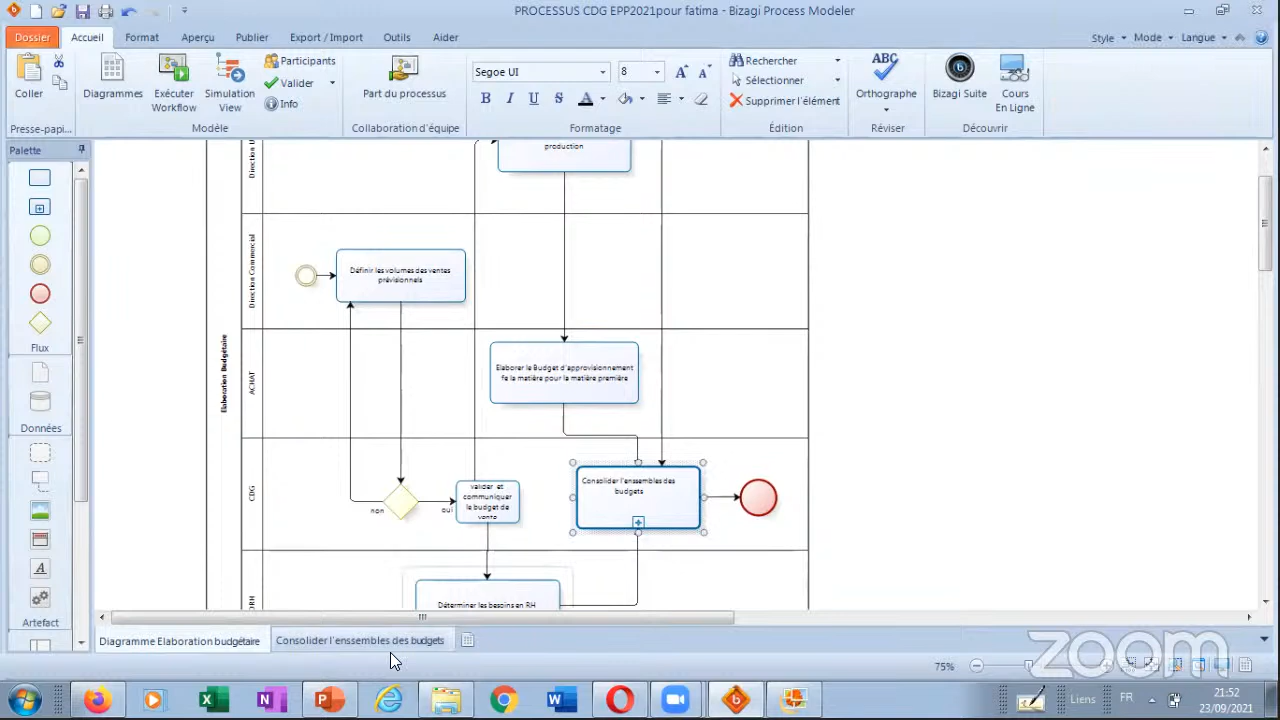 PROCESSUS CDG EPP2021pour fatima - Bizagi Process Modeler
Dossier
Accueil
Format
Aperçu
Publier
Export / Import
Outils
Aider
Style
Mode
Langue
Coller
Diagrammes
Exécuter
Workflow
Simulation
View
Participants
Valider
Info
Part du processus
Segoe UI
8
Rechercher
Sélectionner
Supprimer l'élément
ABC
Orthographe
Bizagi Suite
Cours
En Ligne
Presse-papi...
Modèle
Collaboration d'équipe
Formatage
Édition
Réviser
Découvrir
Palette
Flux
Données
Artefact
Elaboration Budgétaire
Direction U
production
Direction Commercial
Définir les volumes des ventes
prévisionnels
ACHAT
Elaborer le Budget d'approvisionnement
fe la matière pour la matière première
CDG
non
oui
valider et
communiquer
le budget de
vente
Consolider l'enssembles des
budgets
DRH
Déterminer les besoins en RH
Diagramme Elaboration budgétaire
Consolider l'enssembles des budgets
75%
zoom
Liens
FR
21:52
23/09/2021